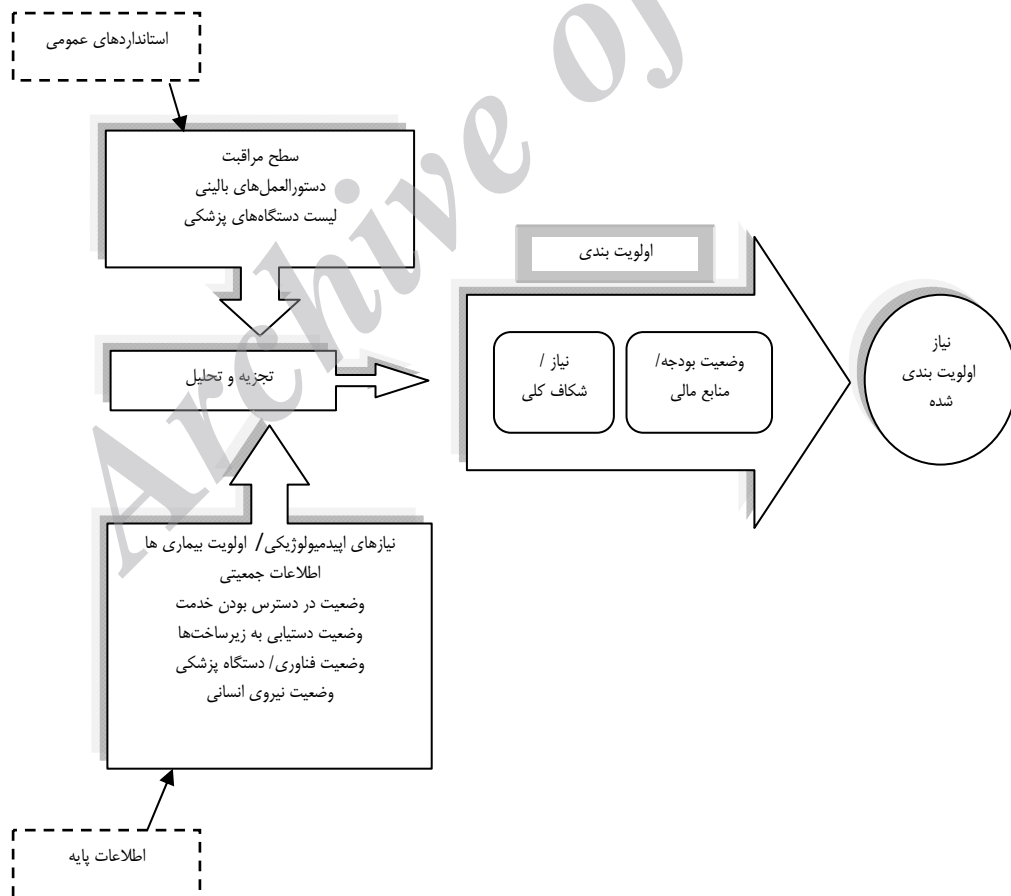 استانداردهای عمومی
سطح مراقبت
دستورالعمل‌های بالینی
لیست دستگاه‌های پزشکی
تجزیه و تحلیل
اولویت بندی
وضعیت بودجه/
منابع مالی
نیاز /
شکاف کلی
نیاز
اولویت بندی
شده
نیازهای اپیدمیولوژیکی/ اولویت بیماری ها
اطلاعات جمعیتی
وضعیت در دسترس بودن خدمت
وضعیت دستیابی به زیرساخت‌ها
وضعیت فناوری/ دستگاه پزشکی
وضعیت نیروی انسانی
اطلاعات پایه
Archive of